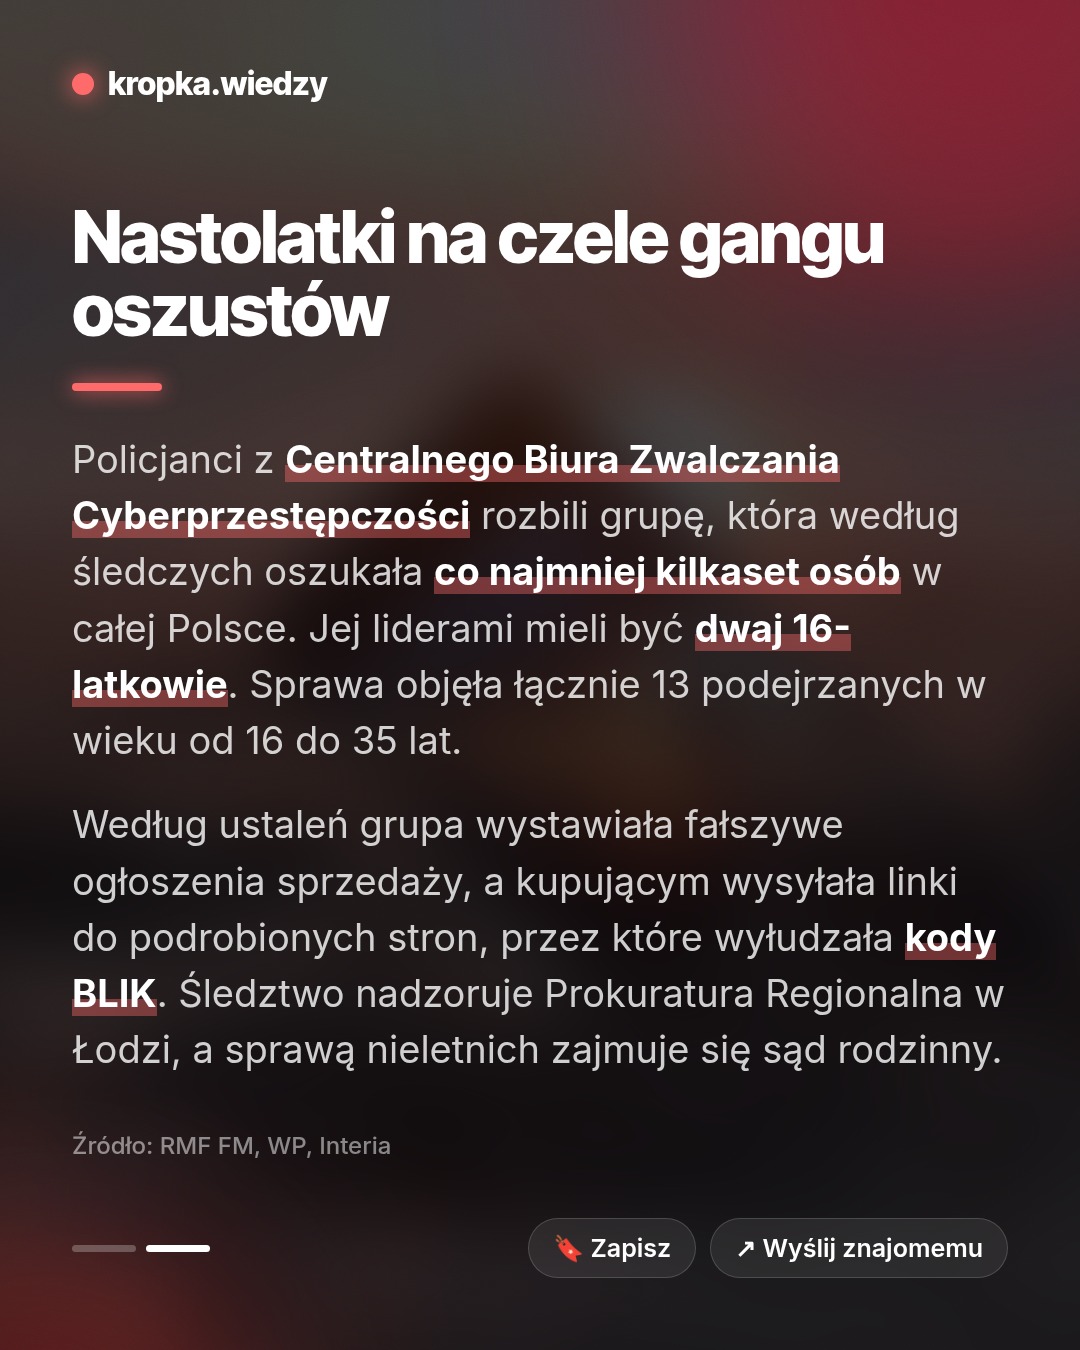 kropka.wiedzy
Nastolatki na czele gangu
oszustów
Policjanci z Centralnego Biura Zwalczania
Cyberprzestępczości rozbili grupę, która według
śledczych oszukała co najmniej kilkaset osób w
całej Polsce. Jej liderami mieli być dwaj 16-
latkowie. Sprawa objęła łącznie 13 podejrzanych w
wieku od 16 do 35 lat.
Według ustaleń grupa wystawiała fałszywe
ogłoszenia sprzedaży, a kupującym wysyłała linki
do podrobionych stron, przez które wyłudzała kody
BLIK. Śledztwo nadzoruje Prokuratura Regionalna w
Łodzi, a sprawą nieletnich zajmuje się sąd rodzinny.
Źródło: RMF FM, WP, Interia
🔖 Zapisz
↗ Wyślij znajomemu